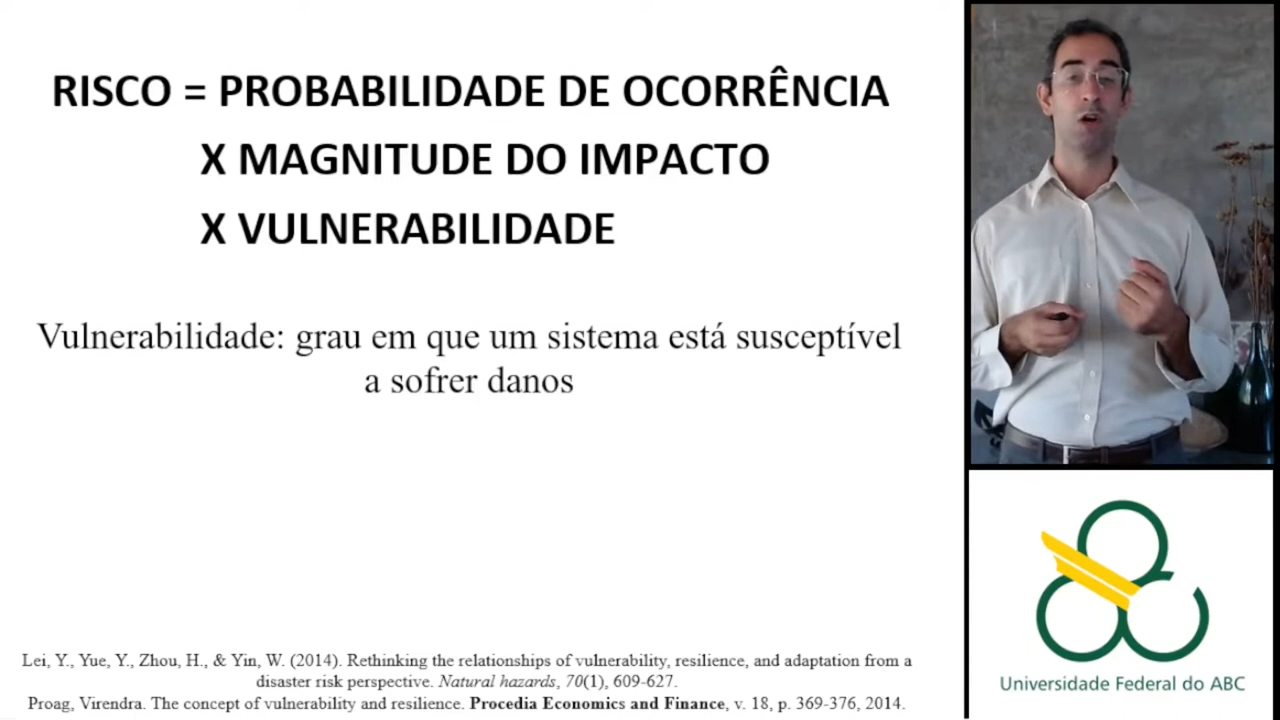 RISCO = PROBABILIDADE DE OCORRÊNCIA
X MAGNITUDE DO IMPACTO
X VULNERABILIDADE
Vulnerabilidade: grau em que um sistema está susceptível
a sofrer danos
Lei, Y., Yue, Y., Zhou, H., & Yin, W. (2014). Rethinking the relationships of vulnerability, resilience, and adaptation from a
disaster risk perspective. Natural hazards, 70(1), 609-627.
Proag, Virendra. The concept of vulnerability and resilience. Procedia Economics and Finance, v. 18, p. 369-376, 2014.
Universidade Federal do ABC